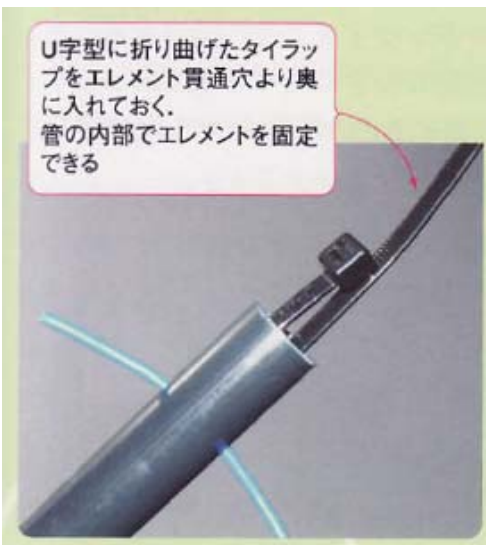 U字型に折り曲げたタイラッ
プをエレメント貫通穴より奥
に入れておく．
管の内部でエレメントを固定
できる